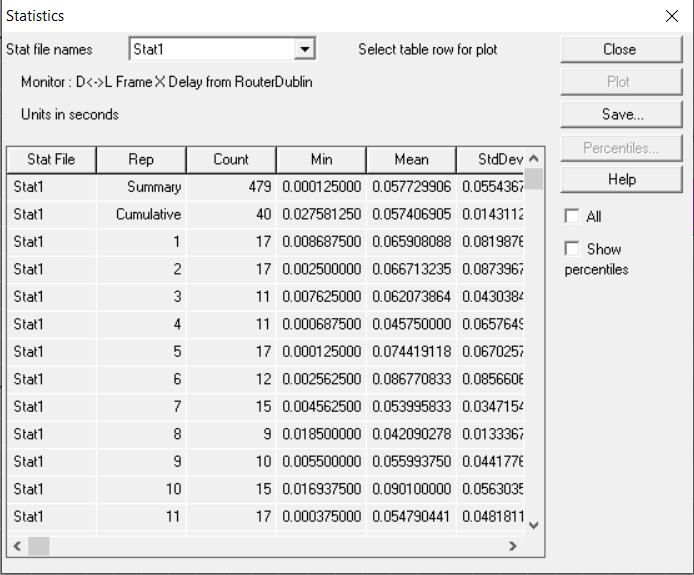 Statistics
Stat file names Stat1 Select table row for plot Close
Monitor : D<->L Frame X Delay from RouterDublin Plot
Units in seconds Save...
Percentiles...
Help
All
Show percentiles
Stat File Rep Count Min Mean StdDev
Stat1 Summary 479 0.000125000 0.057729906 0.0554367
Stat1 Cumulative 40 0.027581250 0.057406905 0.0143112
Stat1 1 17 0.008687500 0.065908088 0.0819876
Stat1 2 17 0.002500000 0.066713235 0.0873967
Stat1 3 11 0.007625000 0.062073864 0.0430384
Stat1 4 11 0.000687500 0.045750000 0.0657649
Stat1 5 17 0.000125000 0.074419118 0.0670257
Stat1 6 12 0.002562500 0.086770833 0.0856606
Stat1 7 15 0.004562500 0.053995833 0.0347154
Stat1 8 9 0.018500000 0.042090278 0.0133367
Stat1 9 10 0.005500000 0.055993750 0.0441776
Stat1 10 15 0.016937500 0.090100000 0.0563035
Stat1 11 17 0.000375000 0.054790441 0.0481811